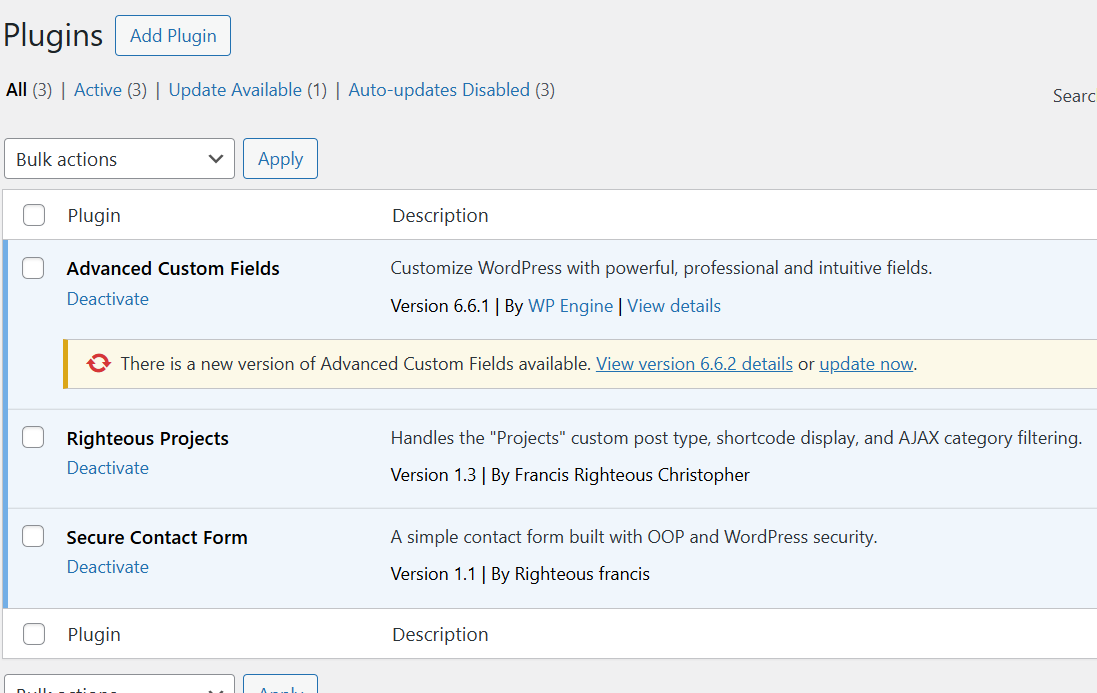 Plugins Add Plugin
All (3) | Active (3) | Update Available (1) | Auto-updates Disabled (3)
Bulk actions Apply
Plugin Description
Advanced Custom Fields Customize WordPress with powerful, professional and intuitive fields.
Deactivate
Version 6.6.1 | By WP Engine | View details
There is a new version of Advanced Custom Fields available. View version 6.6.2 details or update now.
Righteous Projects Handles the "Projects" custom post type, shortcode display, and AJAX category filtering.
Deactivate
Version 1.3 | By Francis Righteous Christopher
Secure Contact Form A simple contact form built with OOP and WordPress security.
Deactivate
Version 1.1 | By Righteous francis
Plugin Description
Bulk actions Apply